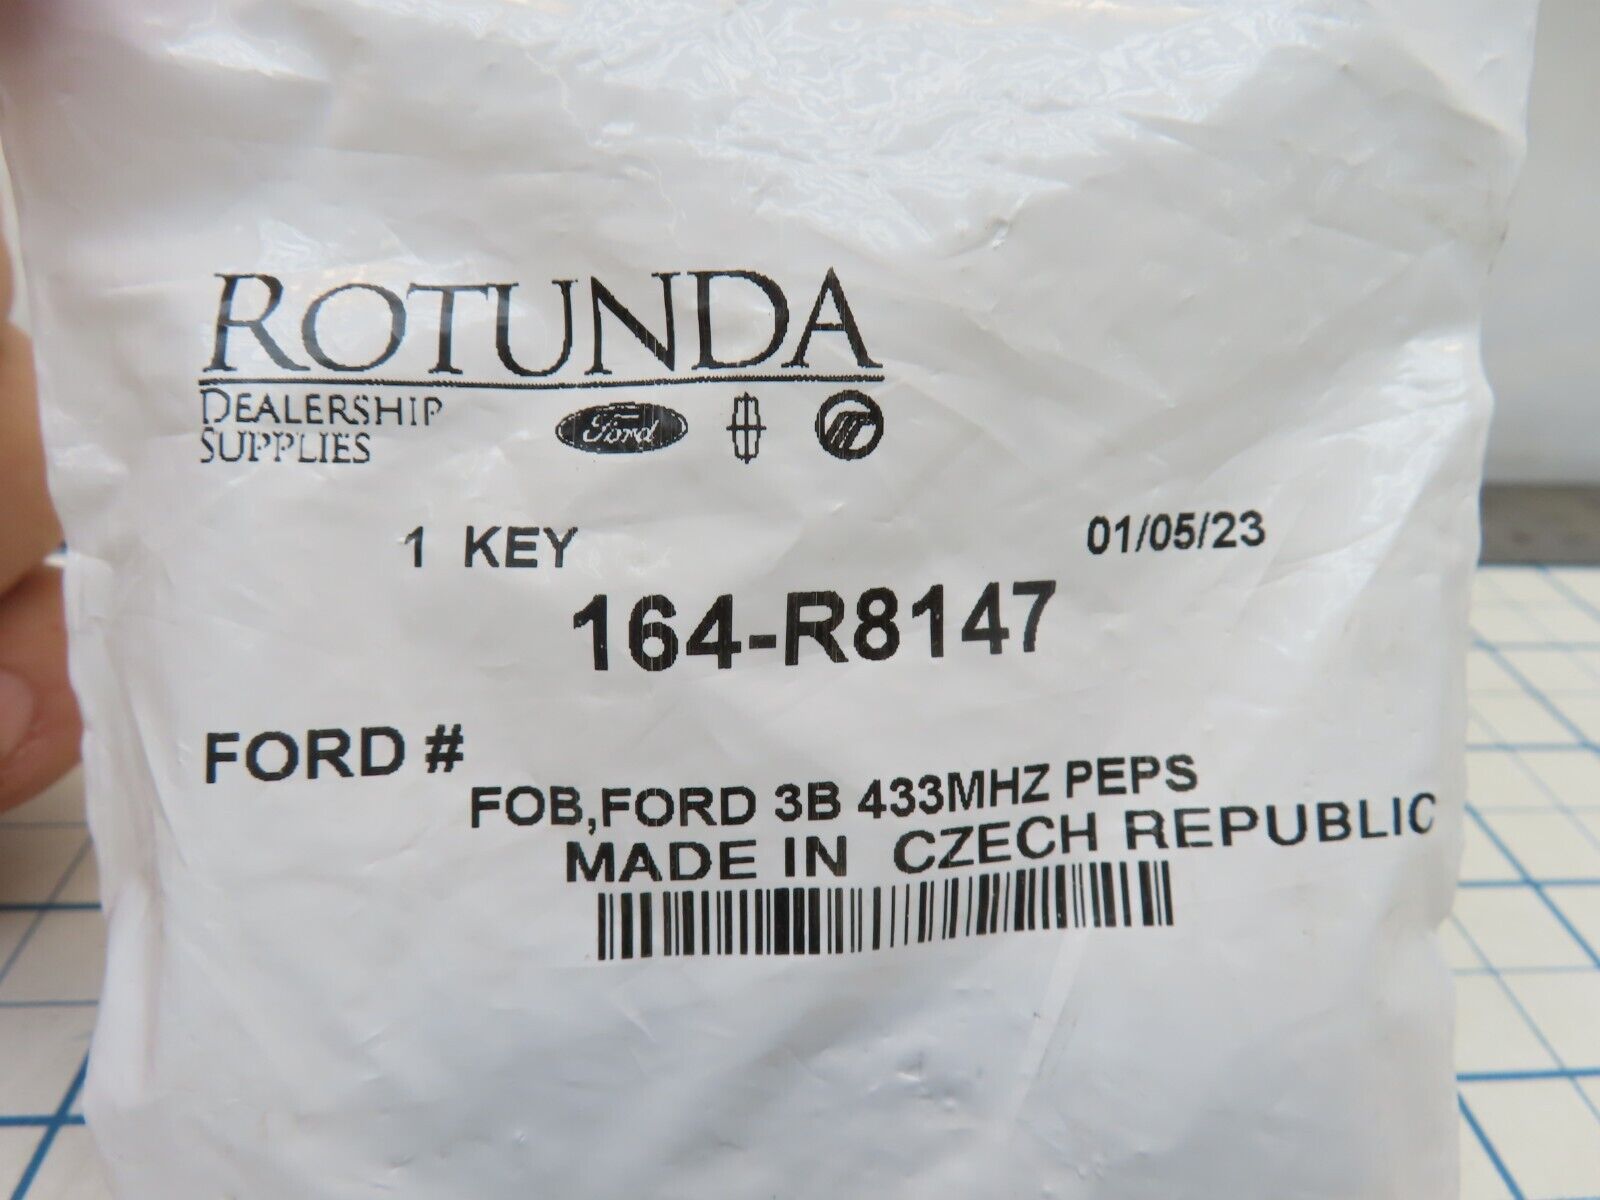 ROTUNDA
DEALERSHIP
SUPPLIES
Ford
1 KEY
01/05/23
164-R8147
FORD #
FOB,FORD 3B 433MHZ PEPS
MADE IN CZECH REPUBLIC